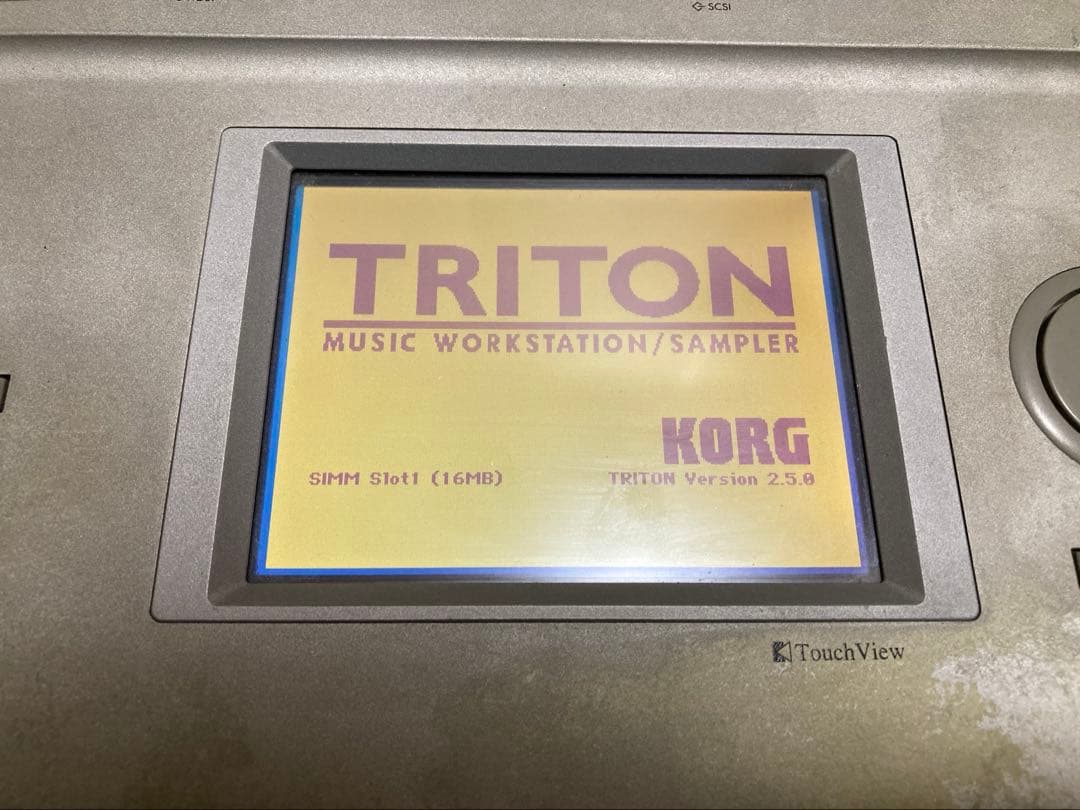 SCSI
TRITON
MUSIC WORKSTATION/SAMPLER
KORG
SIMM Slot1 (16MB)
TRITON Version 2.5.0
TouchView